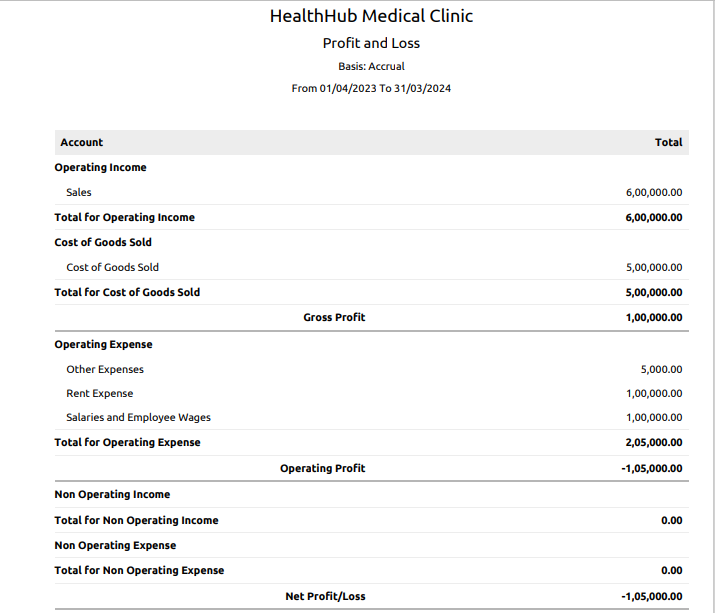 HealthHub Medical Clinic
Profit and Loss
Basis: Accrual
From 01/04/2023 To 31/03/2024
Account Total
Operating Income
Sales 6,00,000.00
Total for Operating Income 6,00,000.00
Cost of Goods Sold
Cost of Goods Sold 5,00,000.00
Total for Cost of Goods Sold 5,00,000.00
Gross Profit 1,00,000.00
Operating Expense
Other Expenses 5,000.00
Rent Expense 1,00,000.00
Salaries and Employee Wages 1,00,000.00
Total for Operating Expense 2,05,000.00
Operating Profit -1,05,000.00
Non Operating Income
Total for Non Operating Income 0.00
Non Operating Expense
Total for Non Operating Expense 0.00
Net Profit/Loss -1,05,000.00